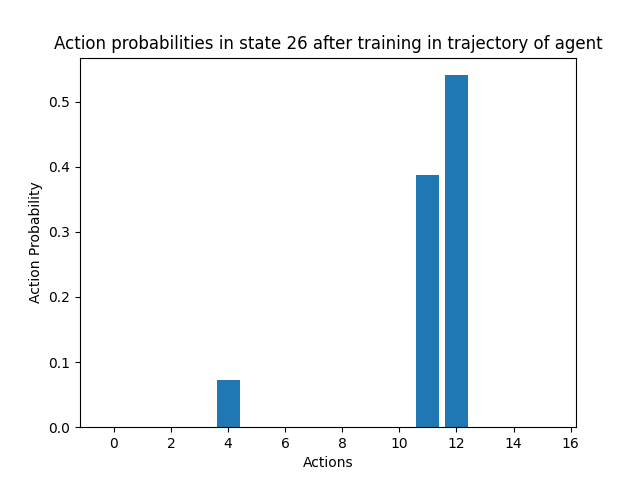 Action probabilities in state 26 after training in trajectory of agent
0.5
0.4
0.3
0.2
0.1
0.0
Action Probability
0 2 4 6 8 10 12 14 16
Actions